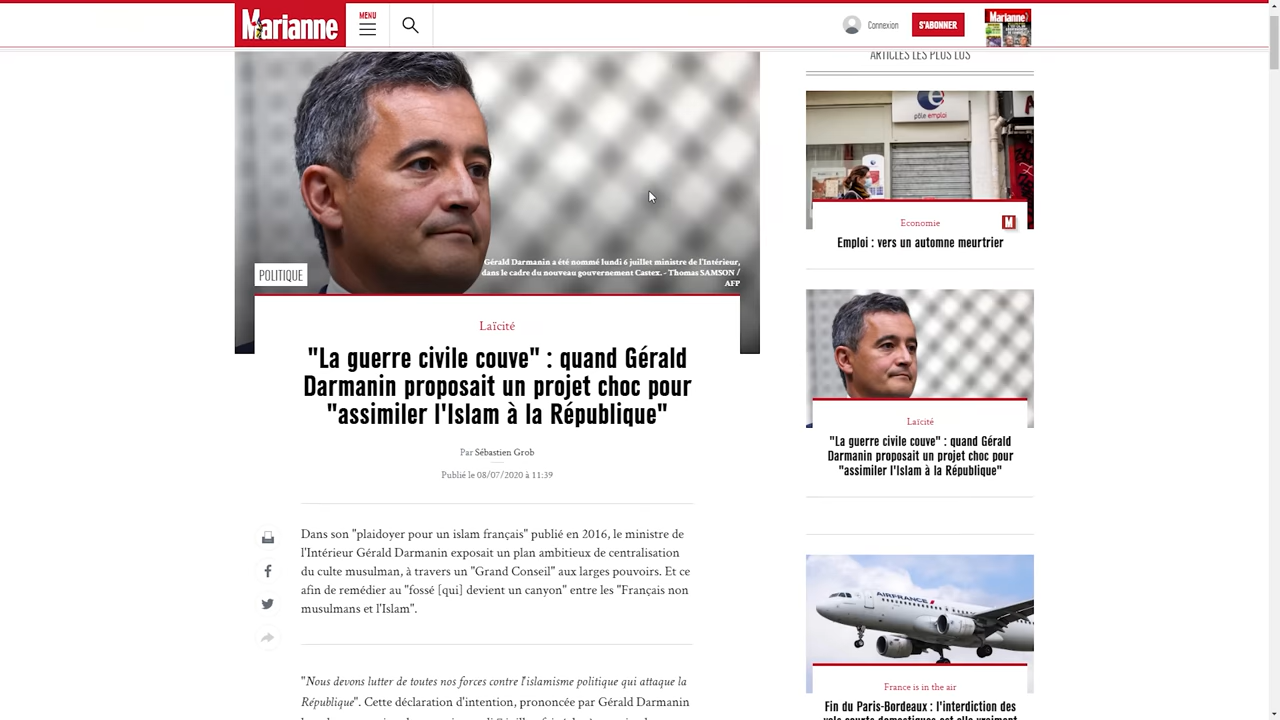 Marianne
MENU
Connexion
S'ABONNER
Marianne
ARTICLES LES PLUS LUS
pôle emploi
Economie
M
Emploi : vers un automne meurtrier
Gérald Darmanin a été nommé lundi 6 juillet ministre de l'Intérieur,
dans le cadre du nouveau gouvernement Castex. - Thomas SAMSON /
AFP
POLITIQUE
Laïcité
"La guerre civile couve" : quand Gérald
Darmanin proposait un projet choc pour
"assimiler l'Islam à la République"
Par Sébastien Grob
Publié le 08/07/2020 à 11:39
Dans son "plaidoyer pour un islam français" publié en 2016, le ministre de
l'Intérieur Gérald Darmanin exposait un plan ambitieux de centralisation
du culte musulman, à travers un "Grand Conseil" aux larges pouvoirs. Et ce
afin de remédier au "fossé [qui] devient un canyon" entre les "Français non
musulmans et l'Islam".
"Nous devons lutter de toutes nos forces contre l'islamisme politique qui attaque la
République". Cette déclaration d'intention, prononcée par Gérald Darmanin
Laïcité
"La guerre civile couve" : quand Gérald
Darmanin proposait un projet choc pour
"assimiler l'Islam à la République"
AIRFRANCE
France is in the air
Fin du Paris-Bordeaux : l'interdiction des
vols courts domestiques est-elle vraiment